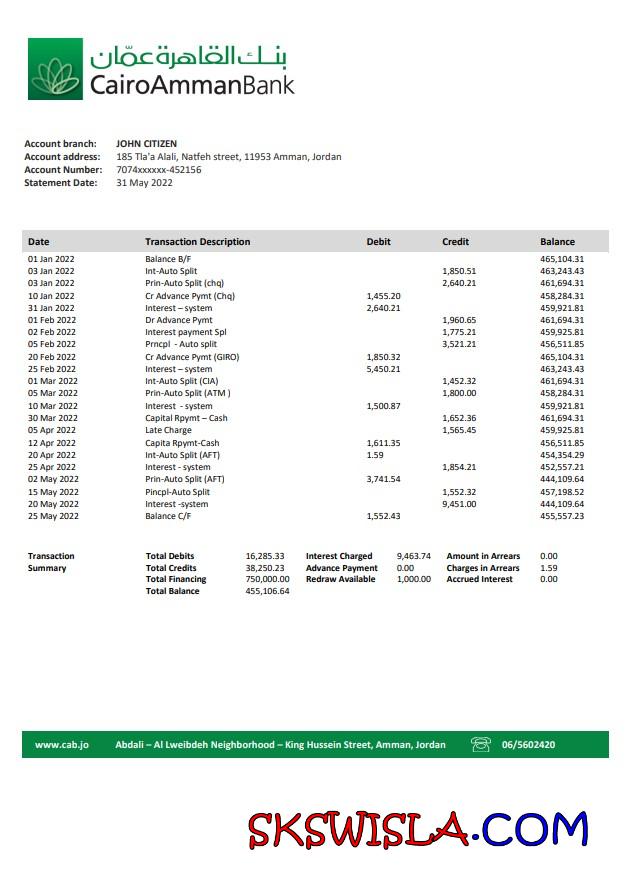 بنك القاهرة عمّان
CairoAmmanBank
Account branch: JOHN CITIZEN
Account address: 185 Tla'a Alali, Natfeh street, 11953 Amman, Jordan
Account Number: 7074xxxxxx-452156
Statement Date: 31 May 2022
Date Transaction Description Debit Credit Balance
01 Jan 2022 Balance B/F 465,104.31
03 Jan 2022 Int-Auto Split 1,850.51 463,243.43
03 Jan 2022 Prin-Auto Split (chq) 2,640.21 461,694.31
10 Jan 2022 Cr Advance Pymt (Chq) 1,455.20 458,284.31
31 Jan 2022 Interest – system 2,640.21 459,921.81
01 Feb 2022 Dr Advance Pymt 1,960.65 461,694.31
02 Feb 2022 Interest payment Spl 1,775.21 459,925.81
05 Feb 2022 Prncpl - Auto split 3,521.21 456,511.85
20 Feb 2022 Cr Advance Pymt (GIRO) 1,850.32 465,104.31
25 Feb 2022 Interest – system 5,450.21 463,243.43
01 Mar 2022 Int-Auto Split (CIA) 1,452.32 461,694.31
05 Mar 2022 Prin-Auto Split (ATM ) 1,800.00 458,284.31
10 Mar 2022 Interest - system 1,500.87 459,921.81
30 Mar 2022 Capital Rpymt – Cash 1,652.36 461,694.31
05 Apr 2022 Late Charge 1,565.45 459,925.81
12 Apr 2022 Capita Rpymt-Cash 1,611.35 456,511.85
20 Apr 2022 Int-Auto Split (AFT) 1.59 454,354.29
25 Apr 2022 Interest - system 1,854.21 452,557.21
02 May 2022 Prin-Auto Split (AFT) 3,741.54 444,109.64
15 May 2022 Pincpl-Auto Split 1,552.32 457,198.52
20 May 2022 Interest -system 9,451.00 444,109.64
25 May 2022 Balance C/F 1,552.43 455,557.23
Transaction Total Debits 16,285.33 Interest Charged 9,463.74 Amount in Arrears 0.00
Summary Total Credits 38,250.23 Advance Payment 0.00 Charges in Arrears 1.59
Total Financing 750,000.00 Redraw Available 1,000.00 Accrued Interest 0.00
Total Balance 455,106.64
www.cab.jo Abdali – Al Lweibdeh Neighborhood – King Hussein Street, Amman, Jordan 06/5602420
SKSWISLA.COM